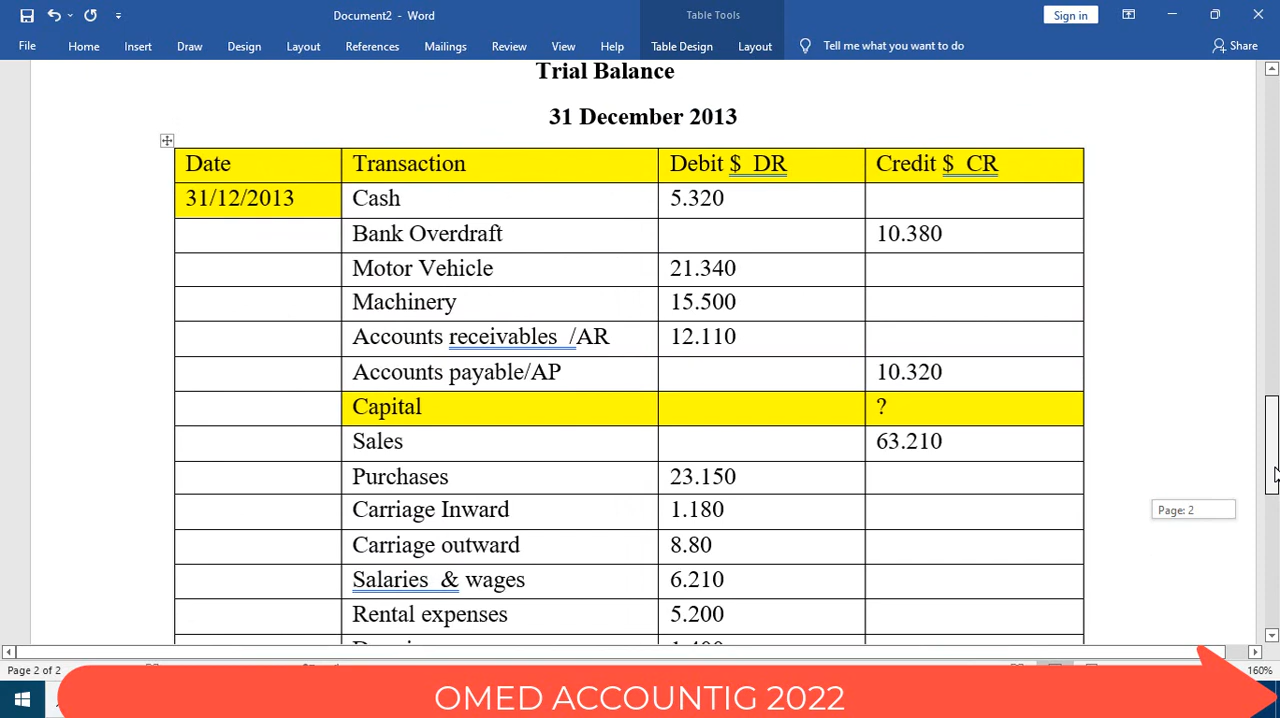 Document2 - Word
Table Tools
Sign in
File Home Insert Draw Design Layout References Mailings Review View Help Table Design Layout Tell me what you want to do Share
Trial Balance
31 December 2013
Date Transaction Debit $ DR Credit $ CR
31/12/2013 Cash 5.320
Bank Overdraft 10.380
Motor Vehicle 21.340
Machinery 15.500
Accounts receivables /AR 12.110
Accounts payable/AP 10.320
Capital ?
Sales 63.210
Purchases 23.150
Carriage Inward 1.180
Page: 2
Carriage outward 8.80
Salaries & wages 6.210
Rental expenses 5.200
Page 2 of 2
160%
OMED ACCOUNTIG 2022